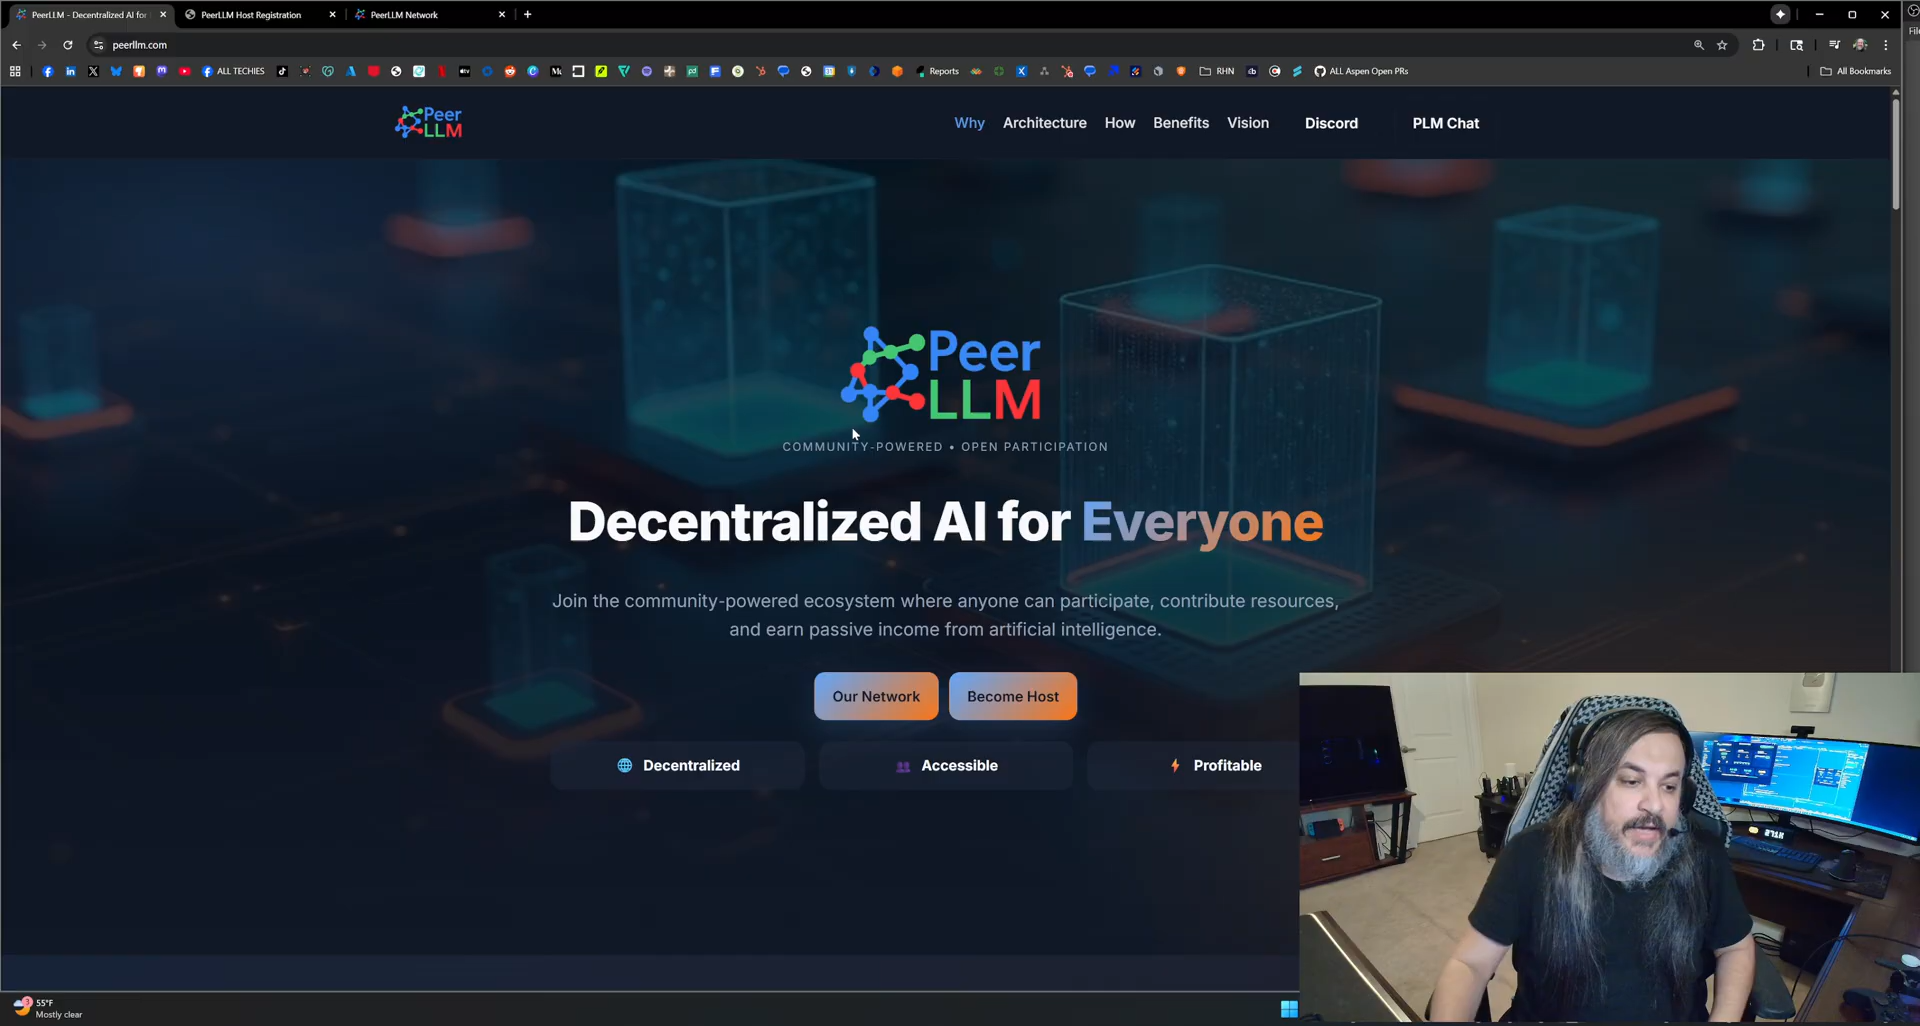 PeerLLM - Decentralized AI for
PeerLLM Host Registration
PeerLLM Network
peerllm.com
ALL TECHIES
Reports
RHN
ALL Aspen Open PRs
All Bookmarks
Peer
LLM
Why
Architecture
How
Benefits
Vision
Discord
PLM Chat
Peer
LLM
COMMUNITY-POWERED • OPEN PARTICIPATION
Decentralized AI for Everyone
Join the community-powered ecosystem where anyone can participate, contribute resources,
and earn passive income from artificial intelligence.
Our Network
Become Host
Decentralized
Accessible
Profitable
55°F
Mostly clear